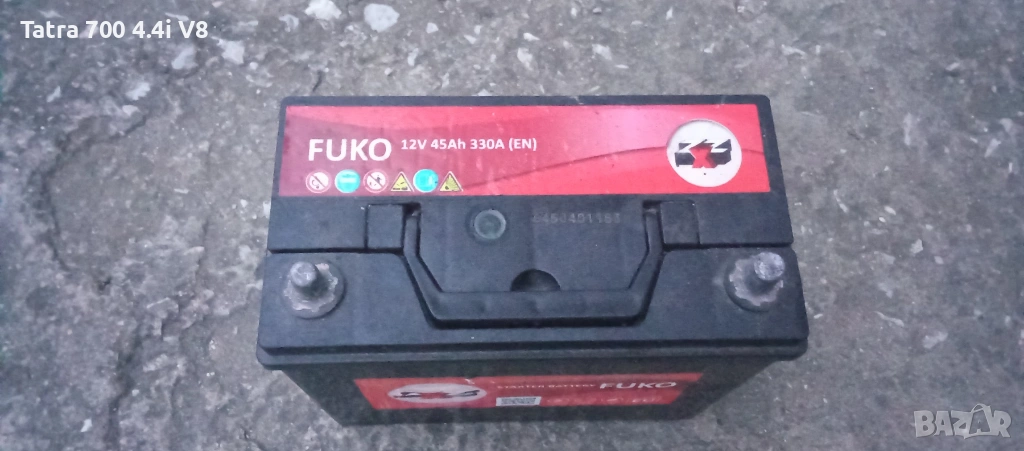 Tatra 700 4.4i V8
FUKO 12V 45Ah 330A (EN)
STARTER BATTERY FUKO
BAZAR